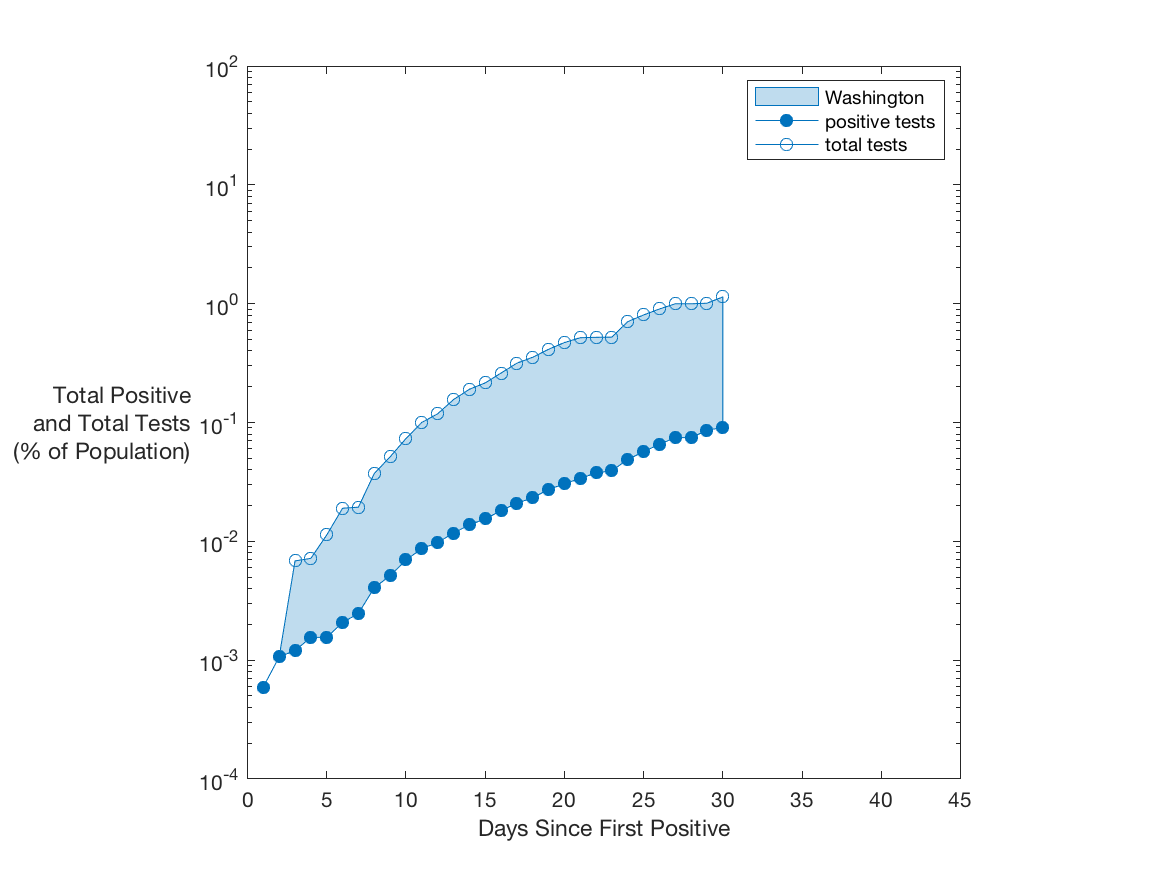 10^2
10^1
10^0
10^-1
10^-2
10^-3
10^-4
Total Positive
and Total Tests
(% of Population)
Washington
positive tests
total tests
0 5 10 15 20 25 30 35 40 45
Days Since First Positive